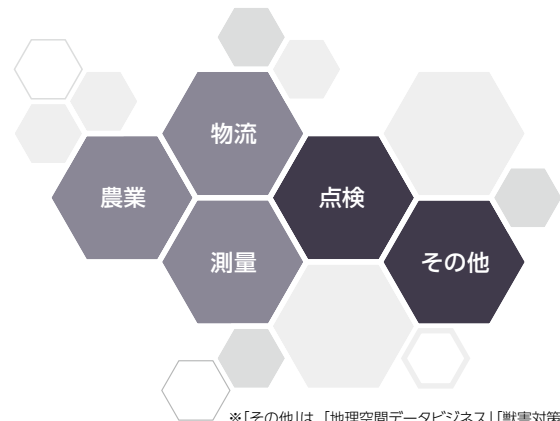 物流
農業
点検
測量
その他
※「その他」は、「地理空間データビジネス」「獣害対策